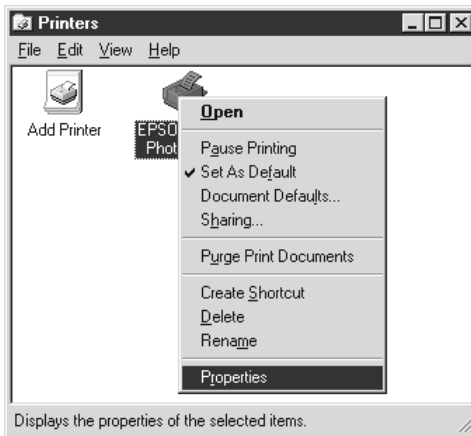 Printers
File Edit View Help
Add Printer
EPSO
Phot
Open
Pause Printing
Set As Default
Document Defaults...
Sharing...
Purge Print Documents
Create Shortcut
Delete
Rename
Properties
Displays the properties of the selected items.